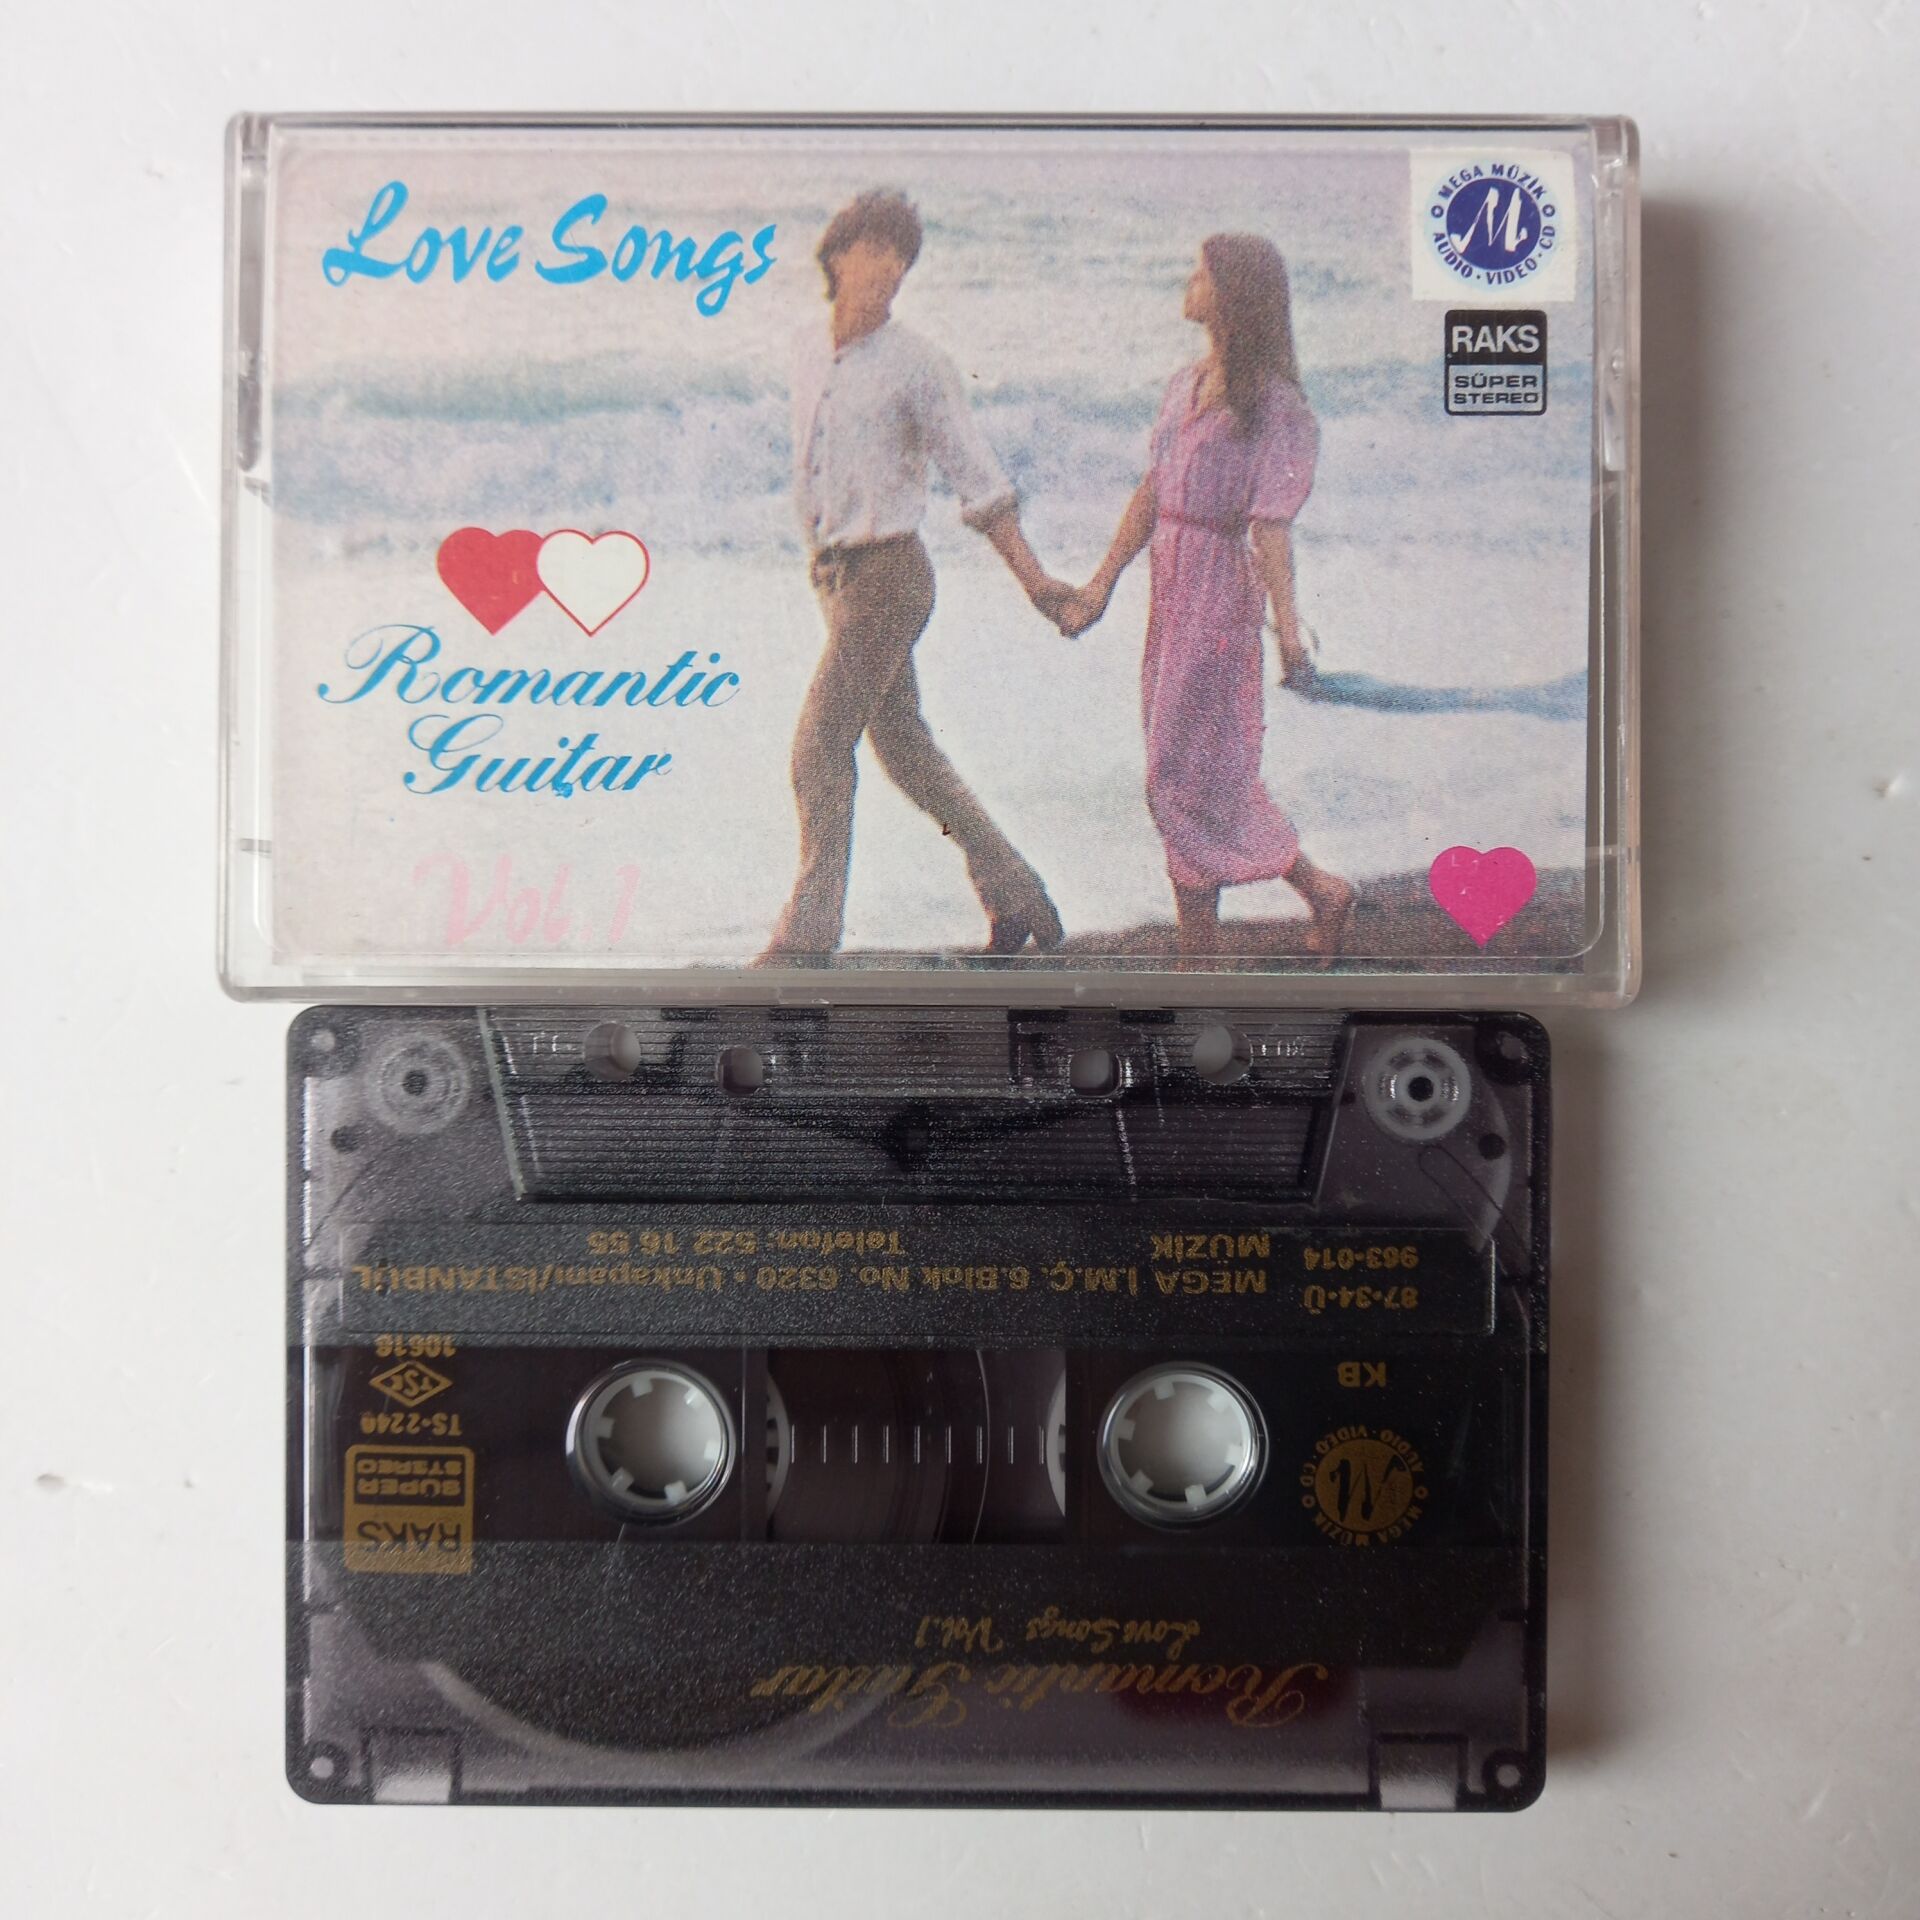 Love Songs
MEGA MÜZİK
M
AUDIO · VIDEO · CD
RAKS
SÜPER
STEREO
Romantic
Guitar
Vol.1
87-34-Ü
963-014
MEGA İ.M.Ç. 6.Blok No. 6320 • Unkapanı/İSTANBUL
MÜZİK Telefon: 522 16 55
KB
MEGA MÜZİK
M
AUDIO · VIDEO · CD
10618
TSE
TS-2240
RAKS
SÜPER
STEREO
Romantic Guitar
Love Songs Vol.1